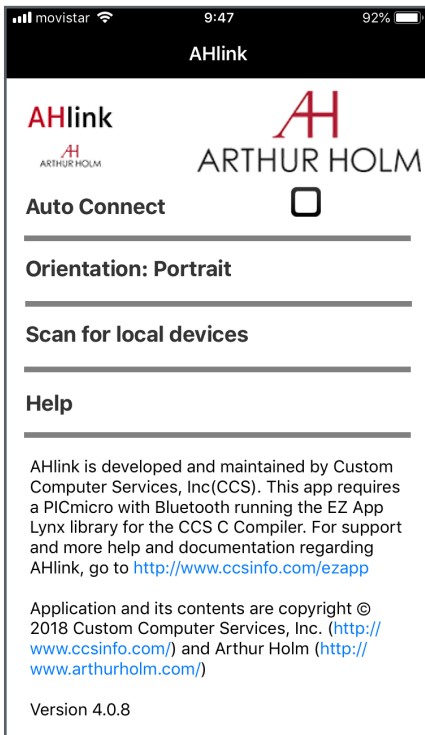 movistar 9:47 92%
AHlink
AHlink
AH
ARTHUR HOLM
AH
ARTHUR HOLM
Auto Connect
Orientation: Portrait
Scan for local devices
Help
AHlink is developed and maintained by Custom
Computer Services, Inc(CCS). This app requires
a PICmicro with Bluetooth running the EZ App
Lynx library for the CCS C Compiler. For support
and more help and documentation regarding
AHlink, go to http://www.ccsinfo.com/ezapp
Application and its contents are copyright ©
2018 Custom Computer Services, Inc. (http://
www.ccsinfo.com/) and Arthur Holm (http://
www.arthurholm.com/)
Version 4.0.8